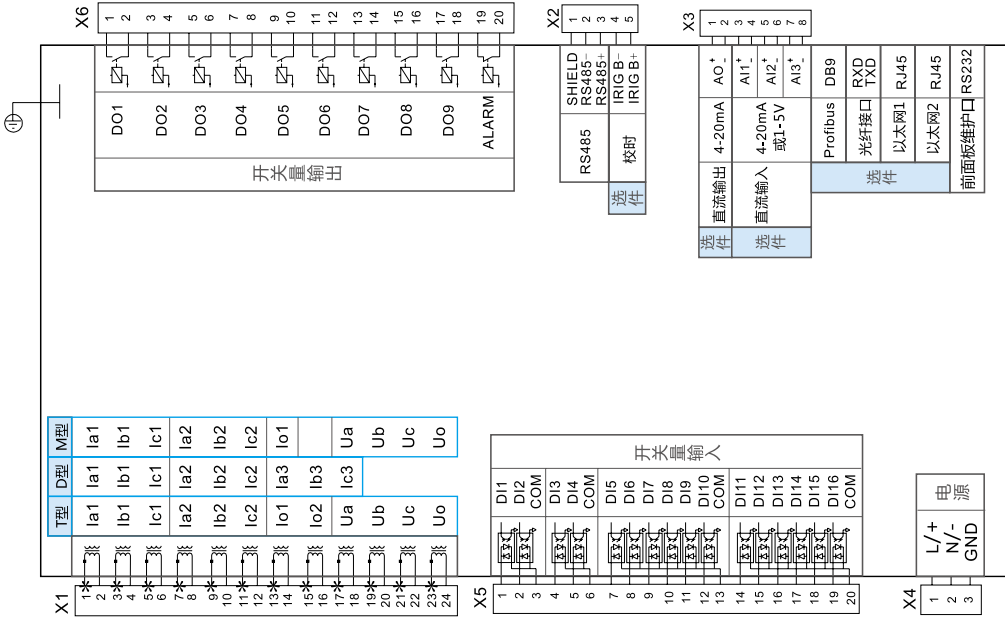 X6
1 2 3 4 5 6 7 8 9 10 11 12 13 14 15 16 17 18 19 20
DO1 DO2 DO3 DO4 DO5 DO6 DO7 DO8 DO9 ALARM
开关量输出
X2
1 2 3 4 5
SHIELD
RS485-
RS485+
IRIG B-
IRIG B+
RS485
校时
选件
X3
1 2 3 4 5 6 7 8
AO+-
AI1+-
AI2+-
AI3+-
4-20mA
4-20mA
或1-5V
直流输出
直流输入
选件
选件
DB9
RXD
TXD
RJ45
RJ45
RS232
Profibus
光纤接口
以太网1
以太网2
前面板维护口
选件
M型 Ia1 Ib1 Ic1 Ia2 Ib2 Ic2 Io1 Ua Ub Uc Uo
D型 Ia1 Ib1 Ic1 Ia2 Ib2 Ic2 Ia3 Ib3 Ic3
T型 Ia1 Ib1 Ic1 Ia2 Ib2 Ic2 Io1 Io2 Ua Ub Uc Uo
X1
1 2 3 4 5 6 7 8 9 10 11 12 13 14 15 16 17 18 19 20 21 22 23 24
开关量输入
DI1 DI2 COM DI3 DI4 COM DI5 DI6 DI7 DI8 DI9 DI10 COM DI11 DI12 DI13 DI14 DI15 DI16 COM
X5
1 2 3 4 5 6 7 8 9 10 11 12 13 14 15 16 17 18 19 20
电源
L/+
N/-
GND
X4
1 2 3